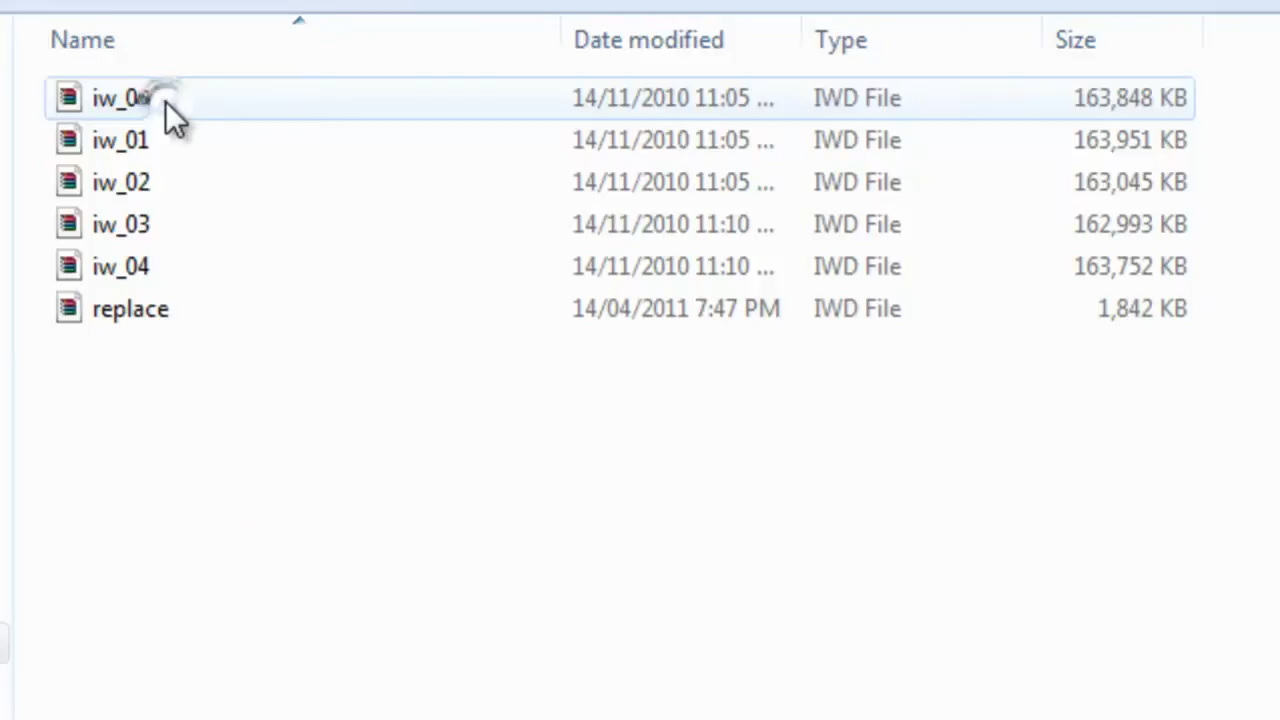 Name Date modified Type Size
iw_0 14/11/2010 11:05 ... IWD File 163,848 KB
iw_01 14/11/2010 11:05 ... IWD File 163,951 KB
iw_02 14/11/2010 11:05 ... IWD File 163,045 KB
iw_03 14/11/2010 11:10 ... IWD File 162,993 KB
iw_04 14/11/2010 11:10 ... IWD File 163,752 KB
replace 14/04/2011 7:47 PM IWD File 1,842 KB